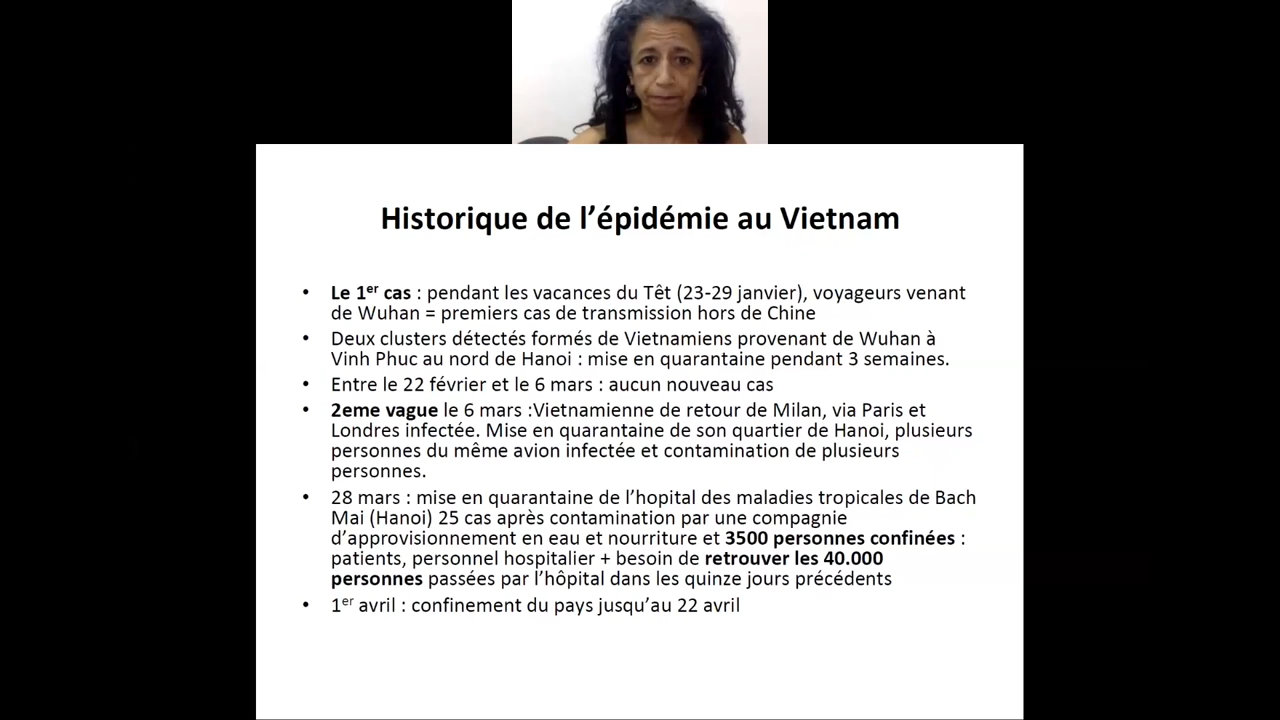 Historique de l’épidémie au Vietnam
• Le 1er cas : pendant les vacances du Têt (23-29 janvier), voyageurs venant
de Wuhan = premiers cas de transmission hors de Chine
• Deux clusters détectés formés de Vietnamiens provenant de Wuhan à
Vinh Phuc au nord de Hanoi : mise en quarantaine pendant 3 semaines.
• Entre le 22 février et le 6 mars : aucun nouveau cas
• 2eme vague le 6 mars :Vietnamienne de retour de Milan, via Paris et
Londres infectée. Mise en quarantaine de son quartier de Hanoi, plusieurs
personnes du même avion infectée et contamination de plusieurs
personnes.
• 28 mars : mise en quarantaine de l’hopital des maladies tropicales de Bach
Mai (Hanoi) 25 cas après contamination par une compagnie
d’approvisionnement en eau et nourriture et 3500 personnes confinées :
patients, personnel hospitalier + besoin de retrouver les 40.000
personnes passées par l’hôpital dans les quinze jours précédents
• 1er avril : confinement du pays jusqu’au 22 avril